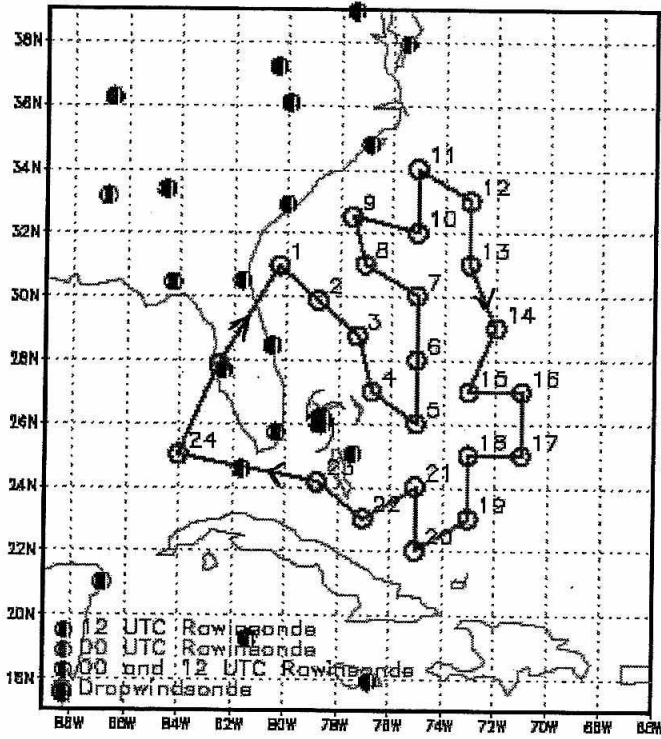 38N
36N
34N
32N
30N
28N
26N
24N
22N
20N
18N
11
12
9
10
1
8
13
2
7
14
3
6
4
15
16
5
24
18
17
23
21
22
19
20
12 UTC Rawinsonde
00 UTC Rawinsonde
00 and 12 UTC Rawinsonde
Dropwindsonde
88W 86W 84W 82W 80W 78W 76W 74W 72W 70W 68W 66W